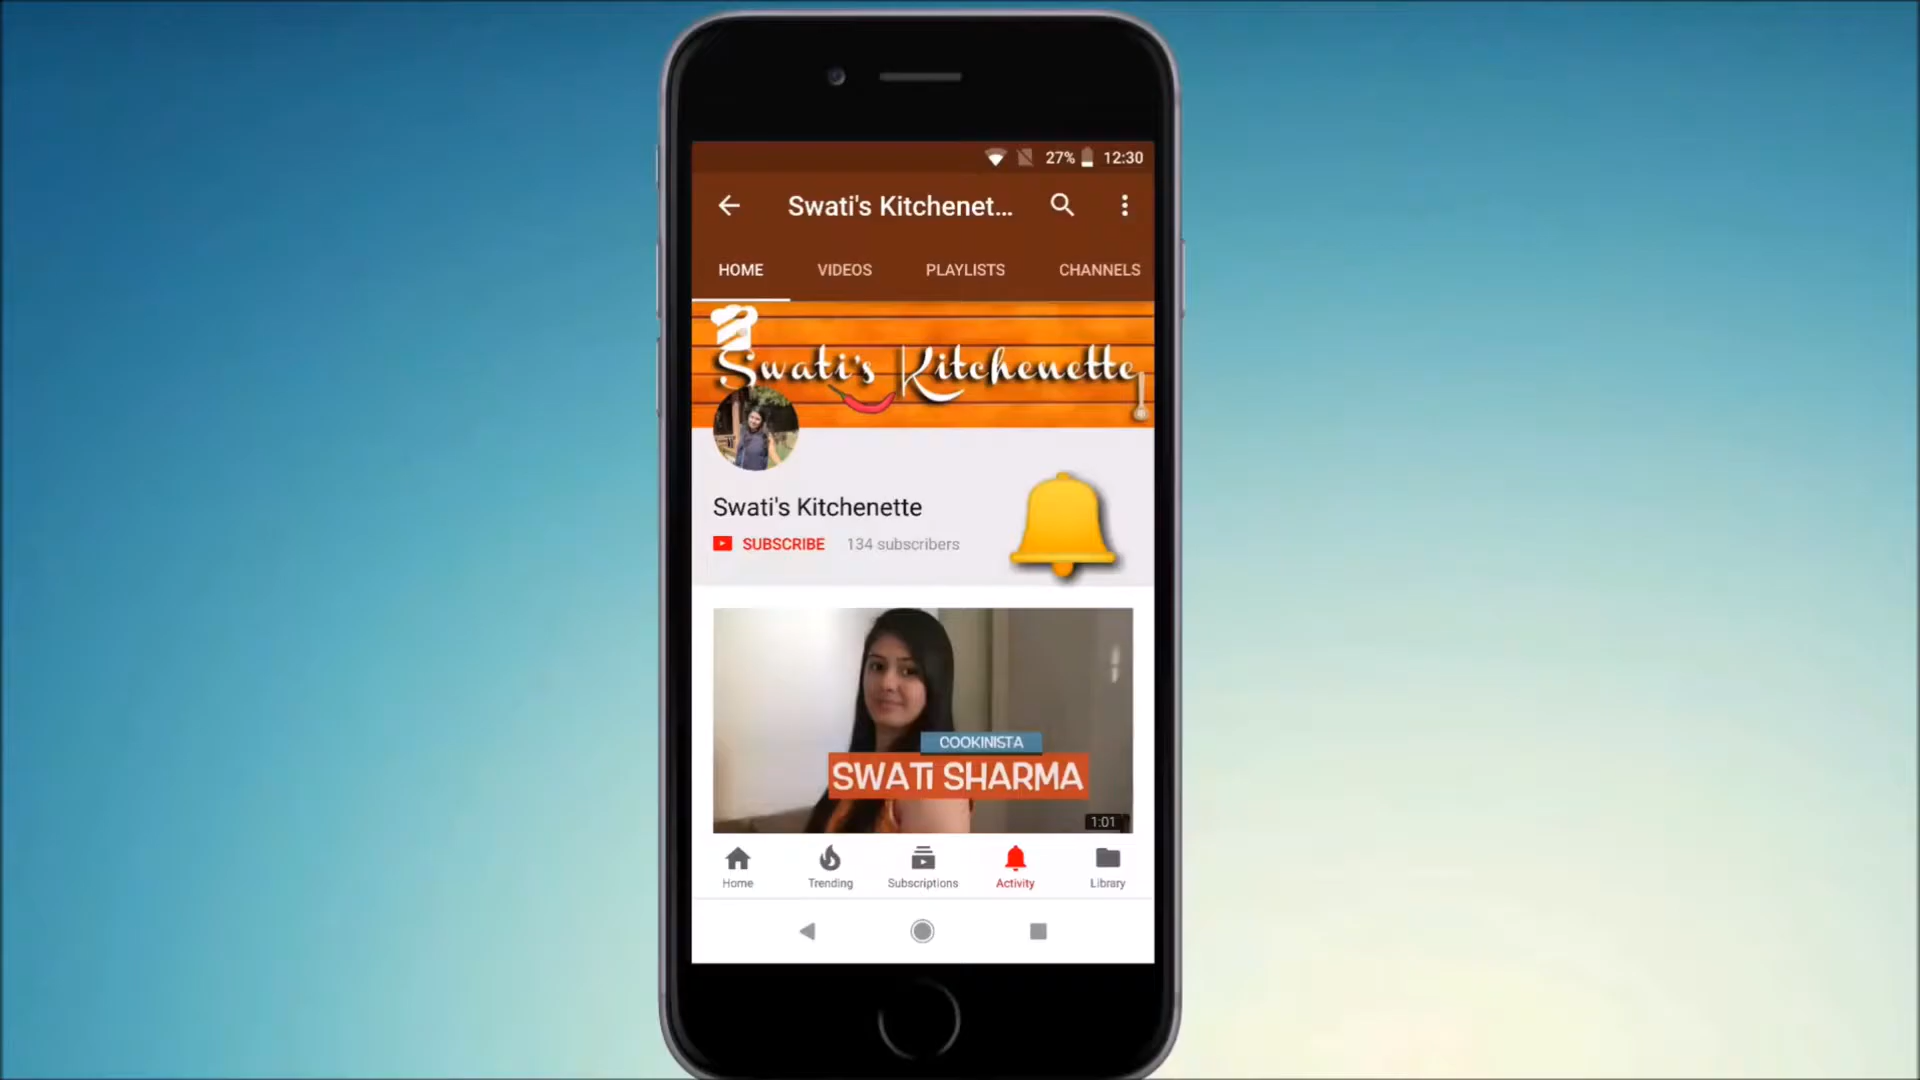 27% 12:30
Swati's Kitchenet...
HOME VIDEOS PLAYLISTS CHANNELS
Swati's Kitchenette
Swati's Kitchenette
SUBSCRIBE 134 subscribers
COOKINISTA
SWATi SHARMA
1:01
Home Trending Subscriptions Activity Library